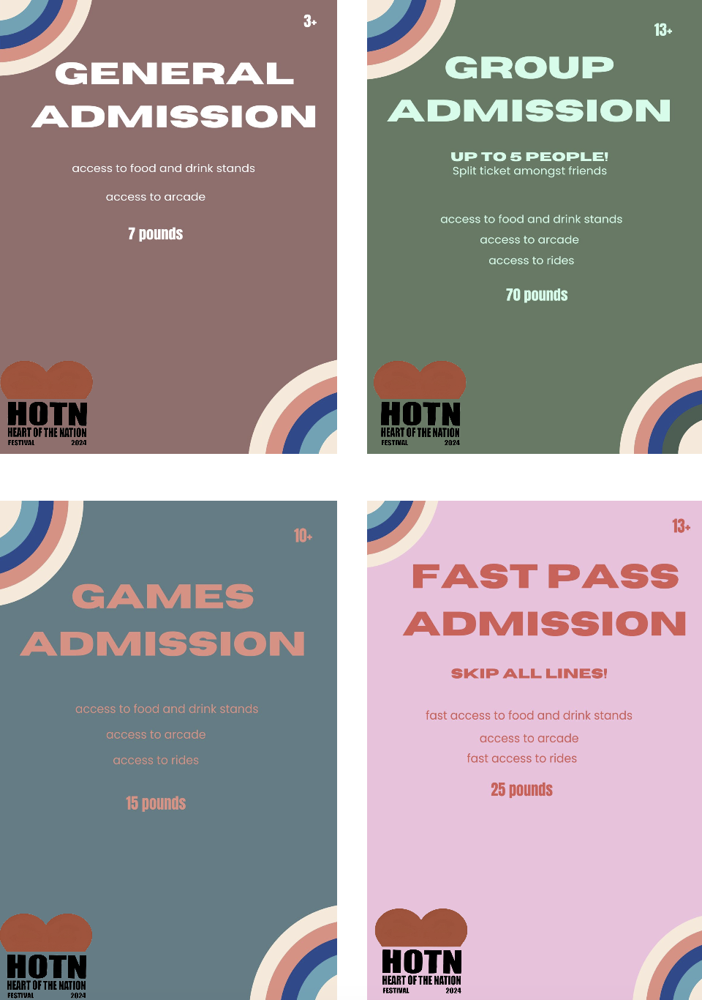 3+
GENERAL
ADMISSION
access to food and drink stands
access to arcade
7 pounds
HOTN
HEART OF THE NATION
FESTIVAL 2024
13+
GROUP
ADMISSION
UP TO 5 PEOPLE!
Split ticket amongst friends
access to food and drink stands
access to arcade
access to rides
70 pounds
HOTN
HEART OF THE NATION
FESTIVAL 2024
10+
GAMES
ADMISSION
access to food and drink stands
access to arcade
access to rides
15 pounds
HOTN
HEART OF THE NATION
FESTIVAL 2024
13+
FAST PASS
ADMISSION
SKIP ALL LINES!
fast access to food and drink stands
access to arcade
fast access to rides
25 pounds
HOTN
HEART OF THE NATION
FESTIVAL 2024